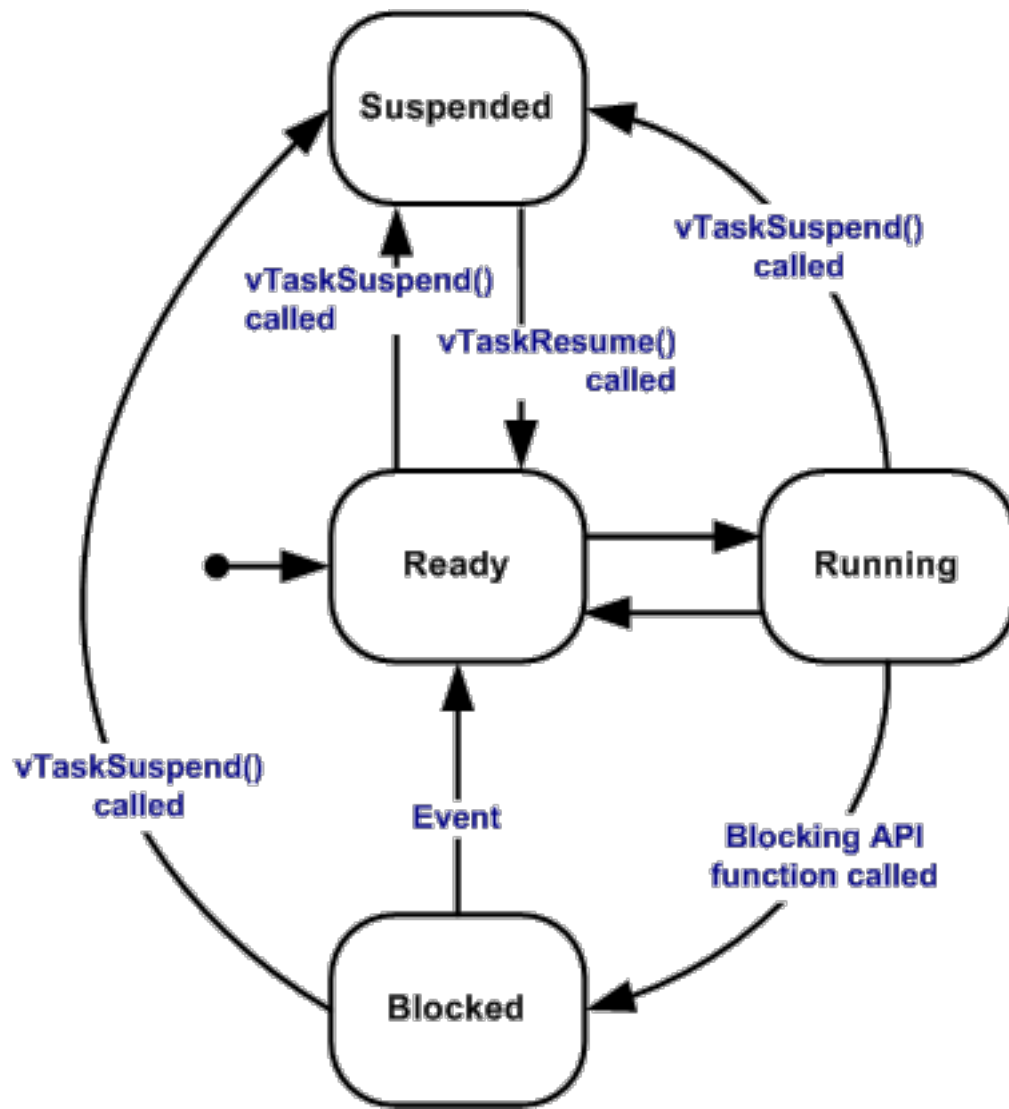 Suspended
vTaskSuspend()
called
vTaskSuspend()
called
vTaskResume()
called
Ready
Running
vTaskSuspend()
called
Event
Blocking API
function called
Blocked